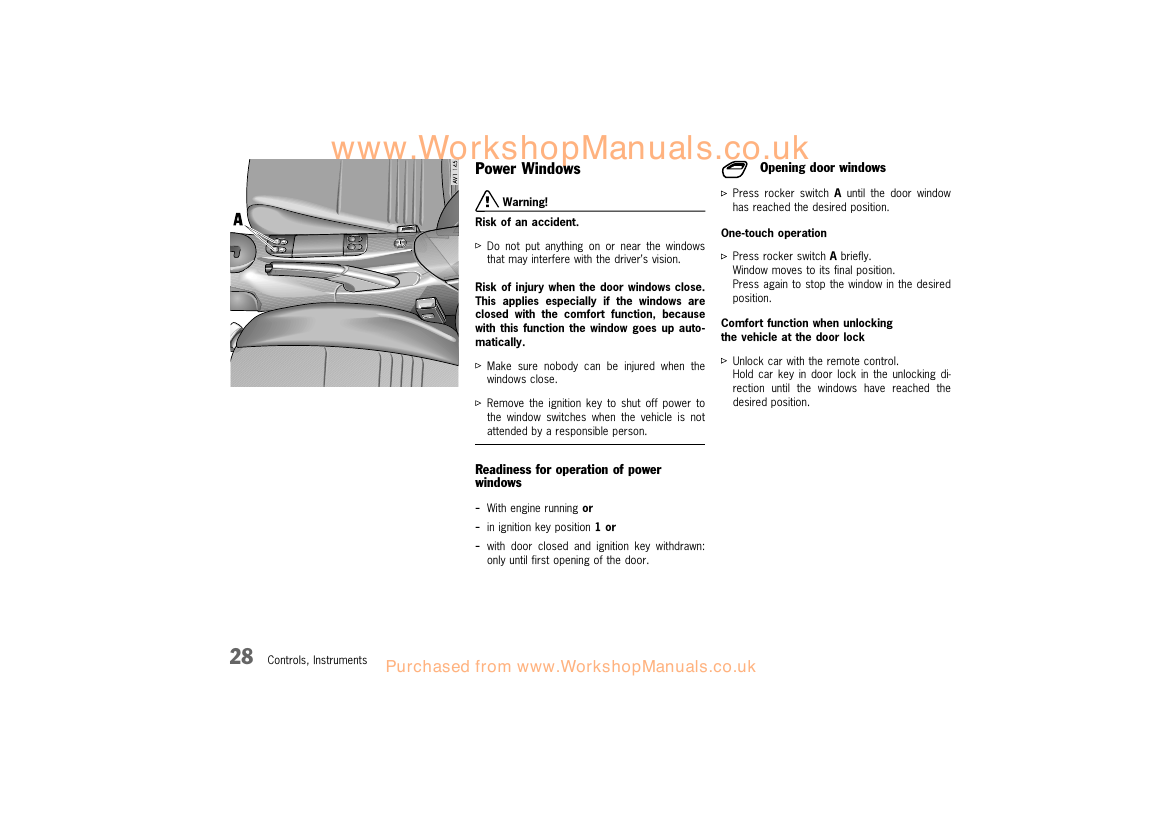 www.WorkshopManuals.co.uk
AV1 145
A
Power Windows
Warning!
Risk of an accident.
▷ Do not put anything on or near the windows
that may interfere with the driver's vision.
Risk of injury when the door windows close.
This applies especially if the windows are
closed with the comfort function, because
with this function the window goes up auto-
matically.
▷ Make sure nobody can be injured when the
windows close.
▷ Remove the ignition key to shut off power to
the window switches when the vehicle is not
attended by a responsible person.
Readiness for operation of power
windows
– With engine running or
– in ignition key position 1 or
– with door closed and ignition key withdrawn:
only until first opening of the door.
Opening door windows
▷ Press rocker switch A until the door window
has reached the desired position.
One-touch operation
▷ Press rocker switch A briefly.
Window moves to its final position.
Press again to stop the window in the desired
position.
Comfort function when unlocking
the vehicle at the door lock
▷ Unlock car with the remote control.
Hold car key in door lock in the unlocking di-
rection until the windows have reached the
desired position.
28 Controls, Instruments
Purchased from www.WorkshopManuals.co.uk